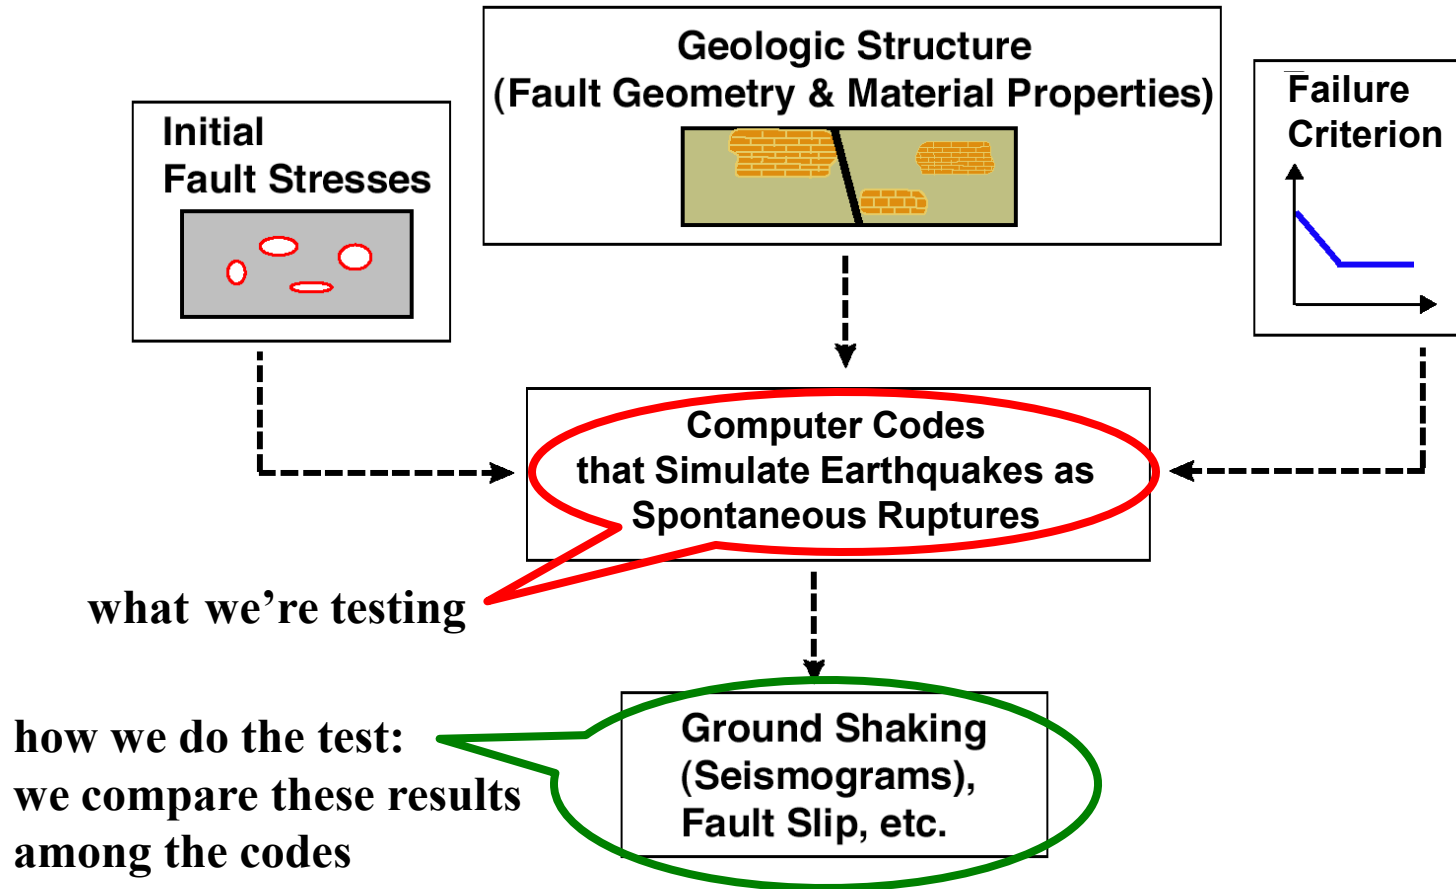 Geologic Structure
(Fault Geometry & Material Properties)
Initial
Fault Stresses
Failure
Criterion
Computer Codes
that Simulate Earthquakes as
Spontaneous Ruptures
what we’re testing
how we do the test:
we compare these results
among the codes
Ground Shaking
(Seismograms),
Fault Slip, etc.